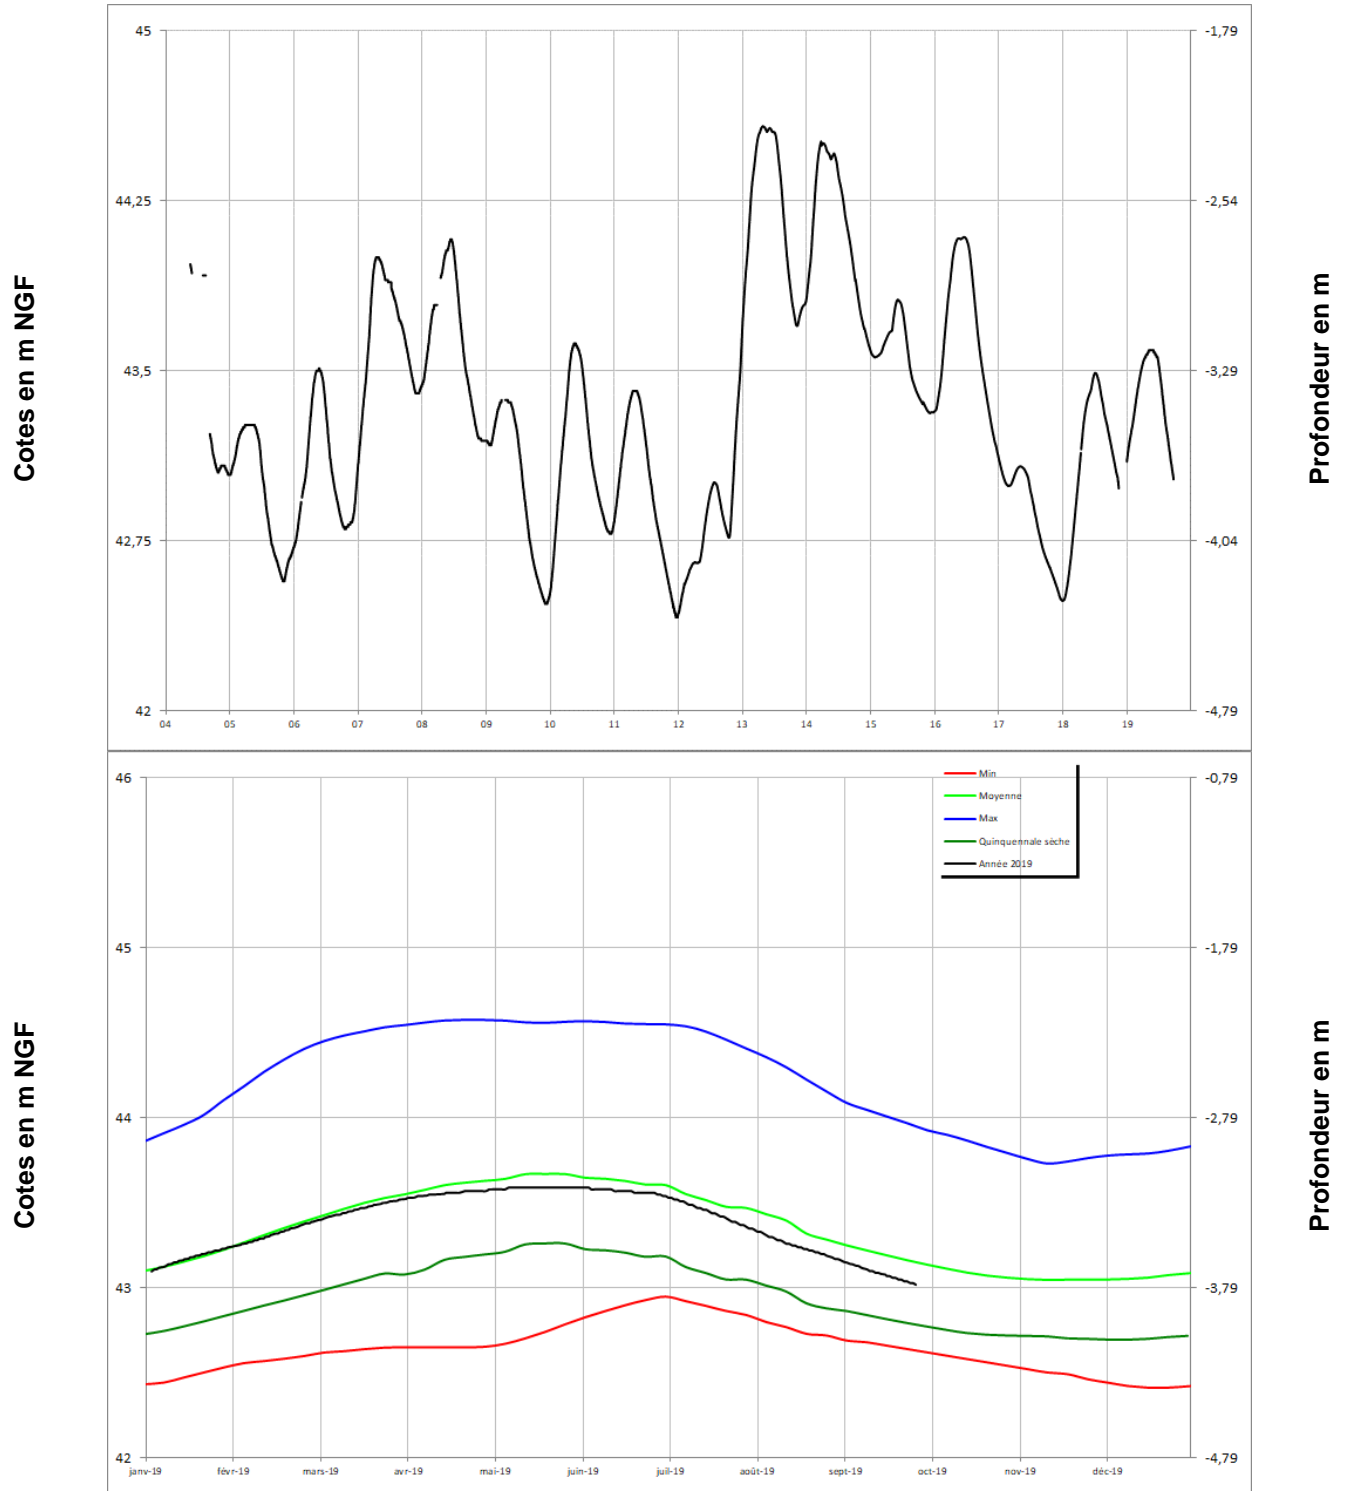 Cotes en m NGF
45
44,25
43,5
42,75
42
-1,79
-2,54
-3,29
-4,04
-4,79
Profondeur en m
04 05 06 07 08 09 10 11 12 13 14 15 16 17 18 19
Cotes en m NGF
46
45
44
43
42
Min
Moyenne
Max
Quinquennale sèche
Année 2019
-0,79
-1,79
-2,79
-3,79
-4,79
Profondeur en m
janv-19 févr-19 mars-19 avr-19 mai-19 juin-19 juil-19 août-19 sept-19 oct-19 nov-19 déc-19